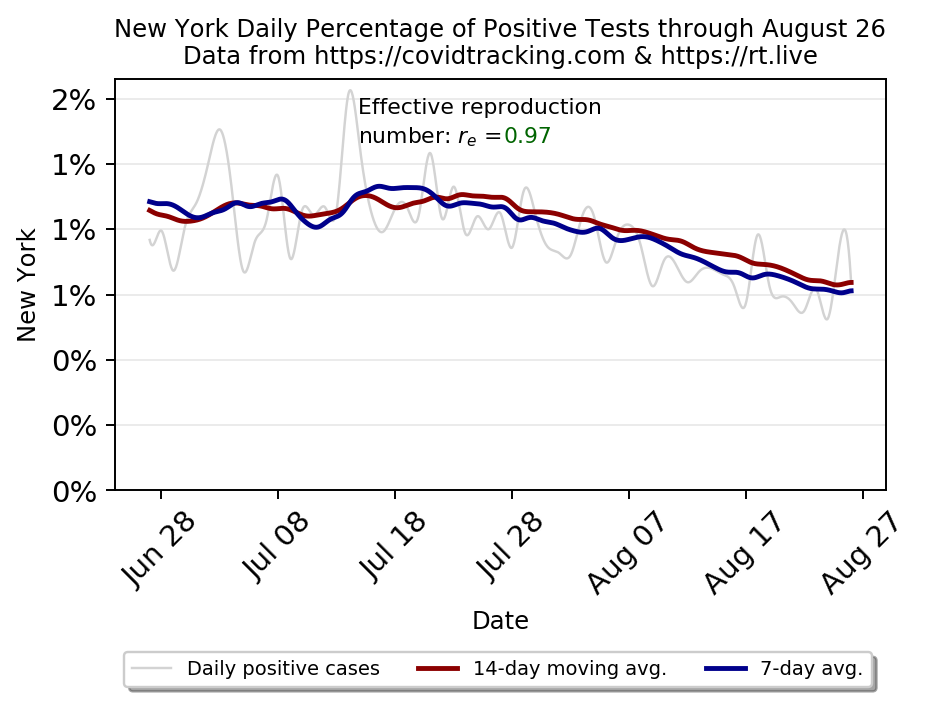 New York Daily Percentage of Positive Tests through August 26
Data from https://covidtracking.com & https://rt.live
Effective reproduction
number: rₑ =0.97
New York
2%
1%
1%
1%
0%
0%
0%
Jun 28
Jul 08
Jul 18
Jul 28
Aug 07
Aug 17
Aug 27
Date
Daily positive cases
14-day moving avg.
7-day avg.